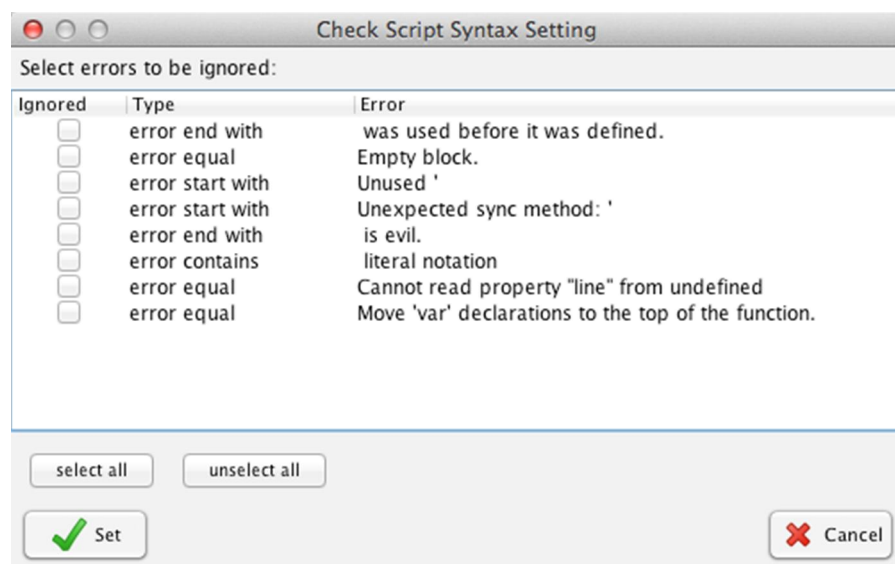 Check Script Syntax Setting
Select errors to be ignored:
Ignored Type Error
error end with was used before it was defined.
error equal Empty block.
error start with Unused '
error start with Unexpected sync method: '
error end with is evil.
error contains literal notation
error equal Cannot read property "line" from undefined
error equal Move 'var' declarations to the top of the function.
select all unselect all
Set Cancel